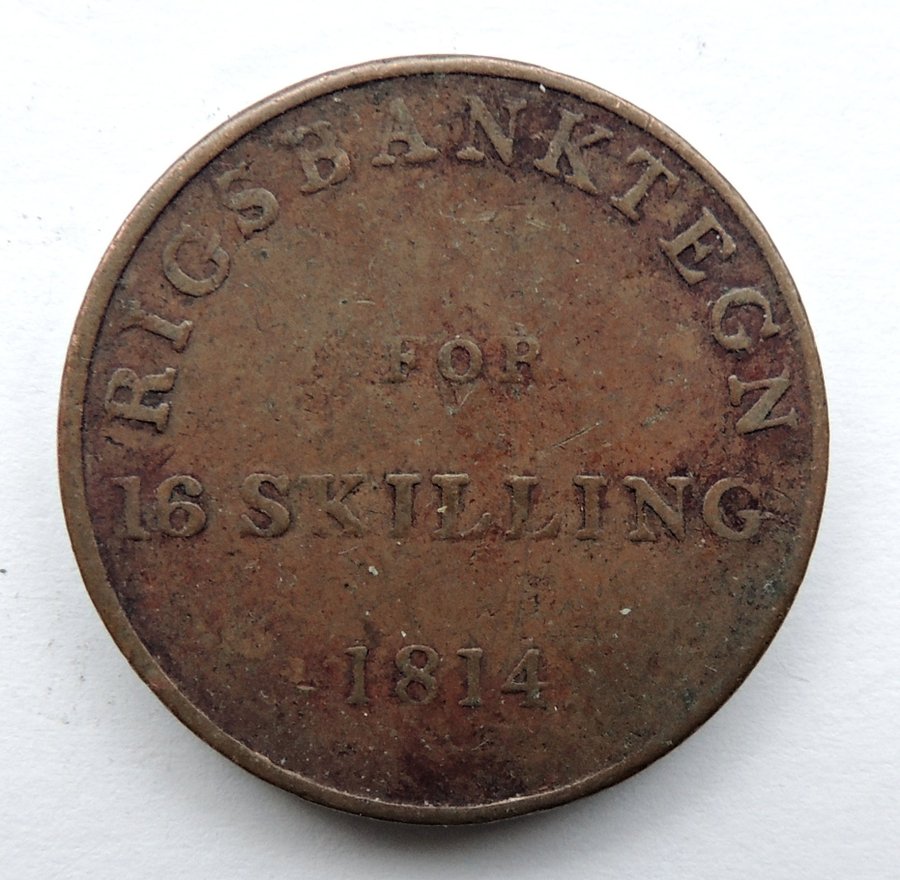 RIGSBANKTEGN
FOR
16 SKILLING
1814